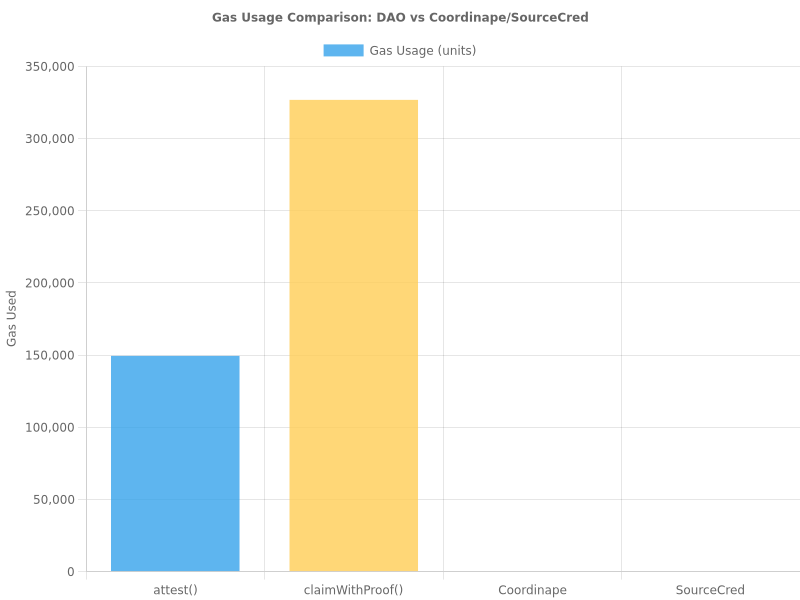 Gas Usage Comparison: DAO vs Coordinape/SourceCred
Gas Usage (units)
350,000
300,000
250,000
200,000
150,000
100,000
50,000
0
Gas Used
attest()
claimWithProof()
Coordinape
SourceCred